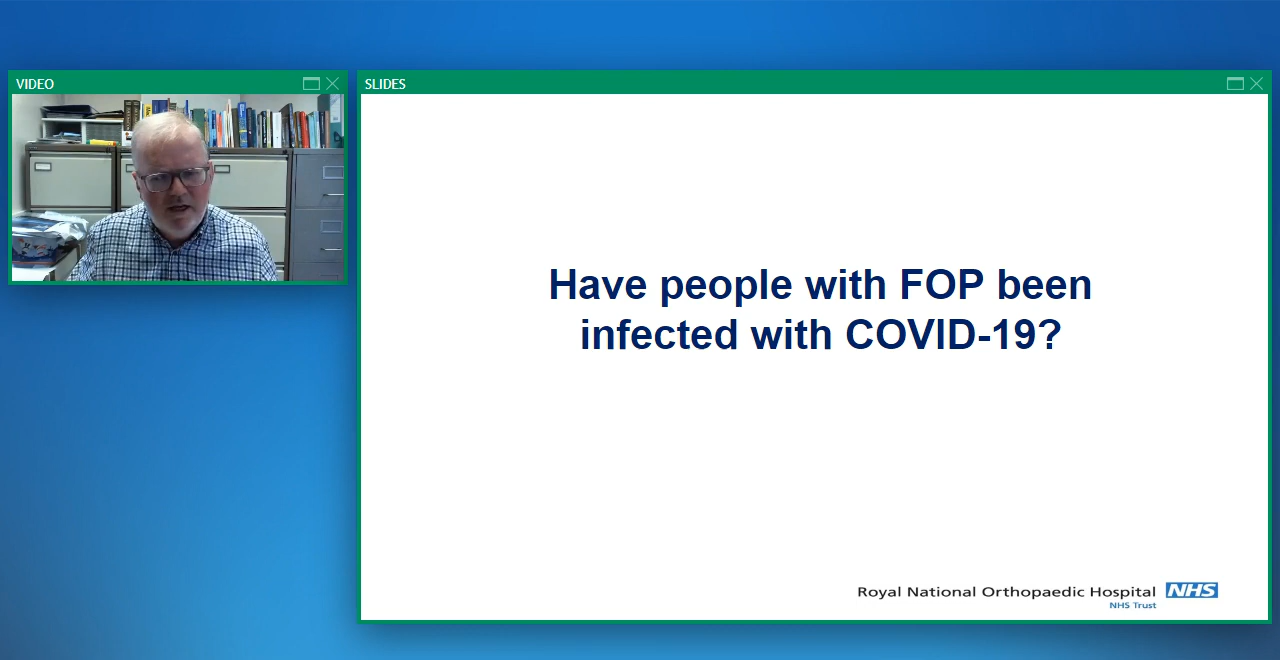 VIDEO
SLIDES
Have people with FOP been
infected with COVID-19?
Royal National Orthopaedic Hospital NHS
NHS Trust